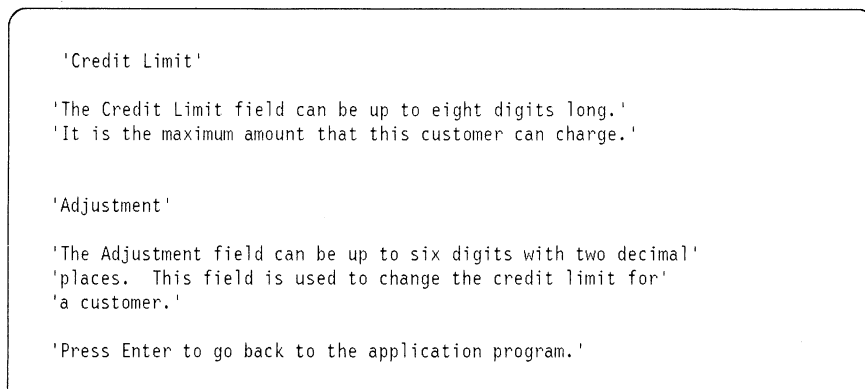 'Credit Limit'
'The Credit Limit field can be up to eight digits long.'
'It is the maximum amount that this customer can charge.'
'Adjustment'
'The Adjustment field can be up to six digits with two decimal'
'places.  This field is used to change the credit limit for'
'a customer.'
'Press Enter to go back to the application program.'